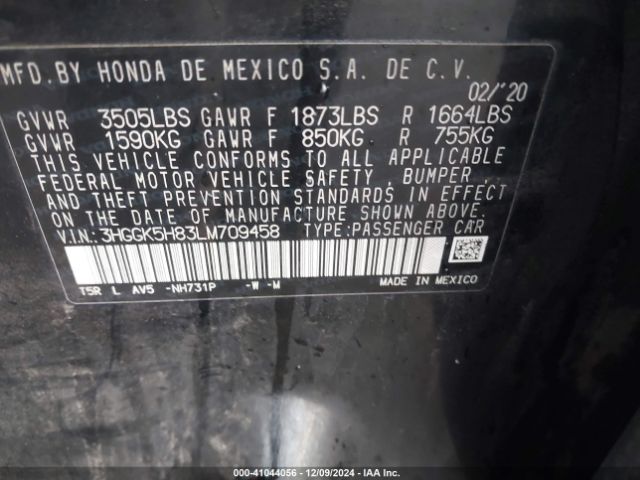 MFD. BY HONDA DE MEXICO S.A. DE C.V.
02/'20
GVWR 3505LBS GAWR F 1873LBS R 1664LBS
GVWR 1590KG GAWR F 850KG R 755KG
THIS VEHICLE CONFORMS TO ALL APPLICABLE
FEDERAL MOTOR VEHICLE SAFETY, BUMPER,
AND THEFT PREVENTION STANDARDS IN EFFECT
ON THE DATE OF MANUFACTURE SHOWN ABOVE.
V.I.N.: 3HGGK5H83LM709458 TYPE:PASSENGER CAR
T5R L AV5 -NH731P -W -M MADE IN MEXICO
000-41044056 - 12/09/2024 - IAA Inc.